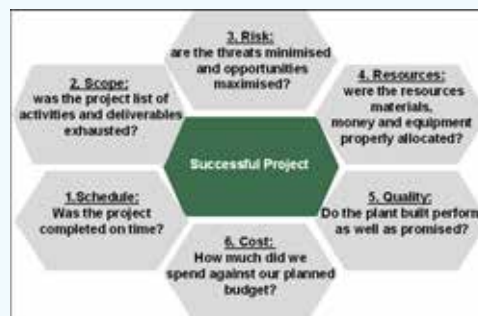 3. Risk:
are the threats minimised
and opportunities
maximised?
2. Scope:
was the project list of
activities and deliverables
exhausted?
4. Resources:
were the resources
materials,
money and equipment
properly allocated?
Successful Project
1.Schedule:
Was the project
completed on time?
5. Quality:
Do the plant built perform
as well as promised?
6. Cost:
How much did we
spend against our planned
budget?